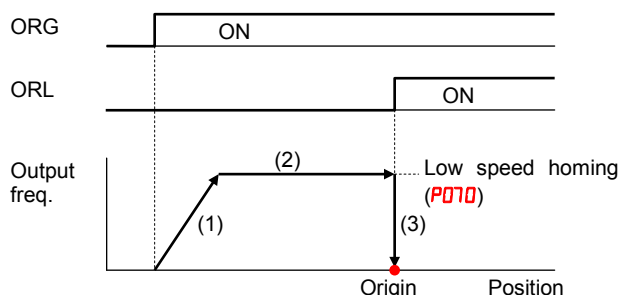 ORG
ON
ORL
ON
Output
freq.
(2)
Low speed homing
(P070)
(1)
(3)
Origin
Position